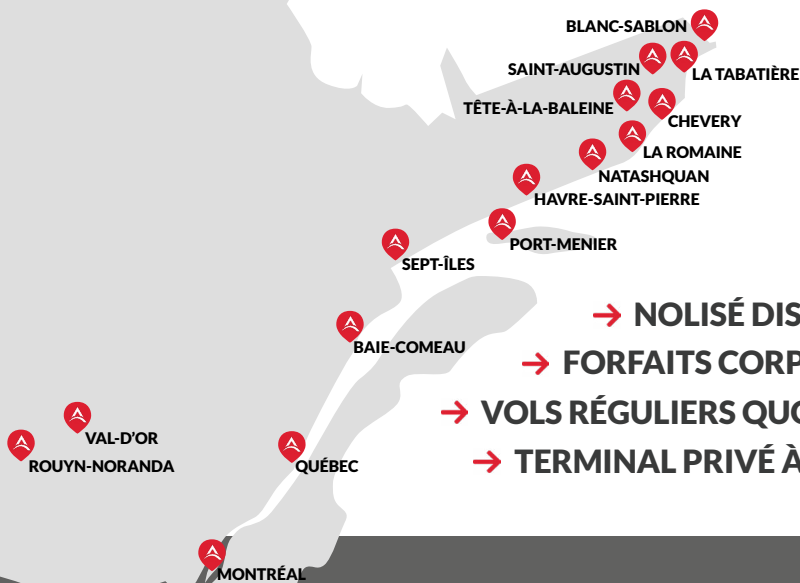 BLANC-SABLON
SAINT-AUGUSTIN
LA TABATIÈRE
TÊTE-À-LA-BALEINE
CHEVERY
LA ROMAINE
NATASHQUAN
HAVRE-SAINT-PIERRE
PORT-MENIER
SEPT-ÎLES
→ NOLISÉ DIS
BAIE-COMEAU
→ FORFAITS CORP
→ VOLS RÉGULIERS QUO
VAL-D'OR
ROUYN-NORANDA
QUÉBEC
→ TERMINAL PRIVÉ À
MONTRÉAL